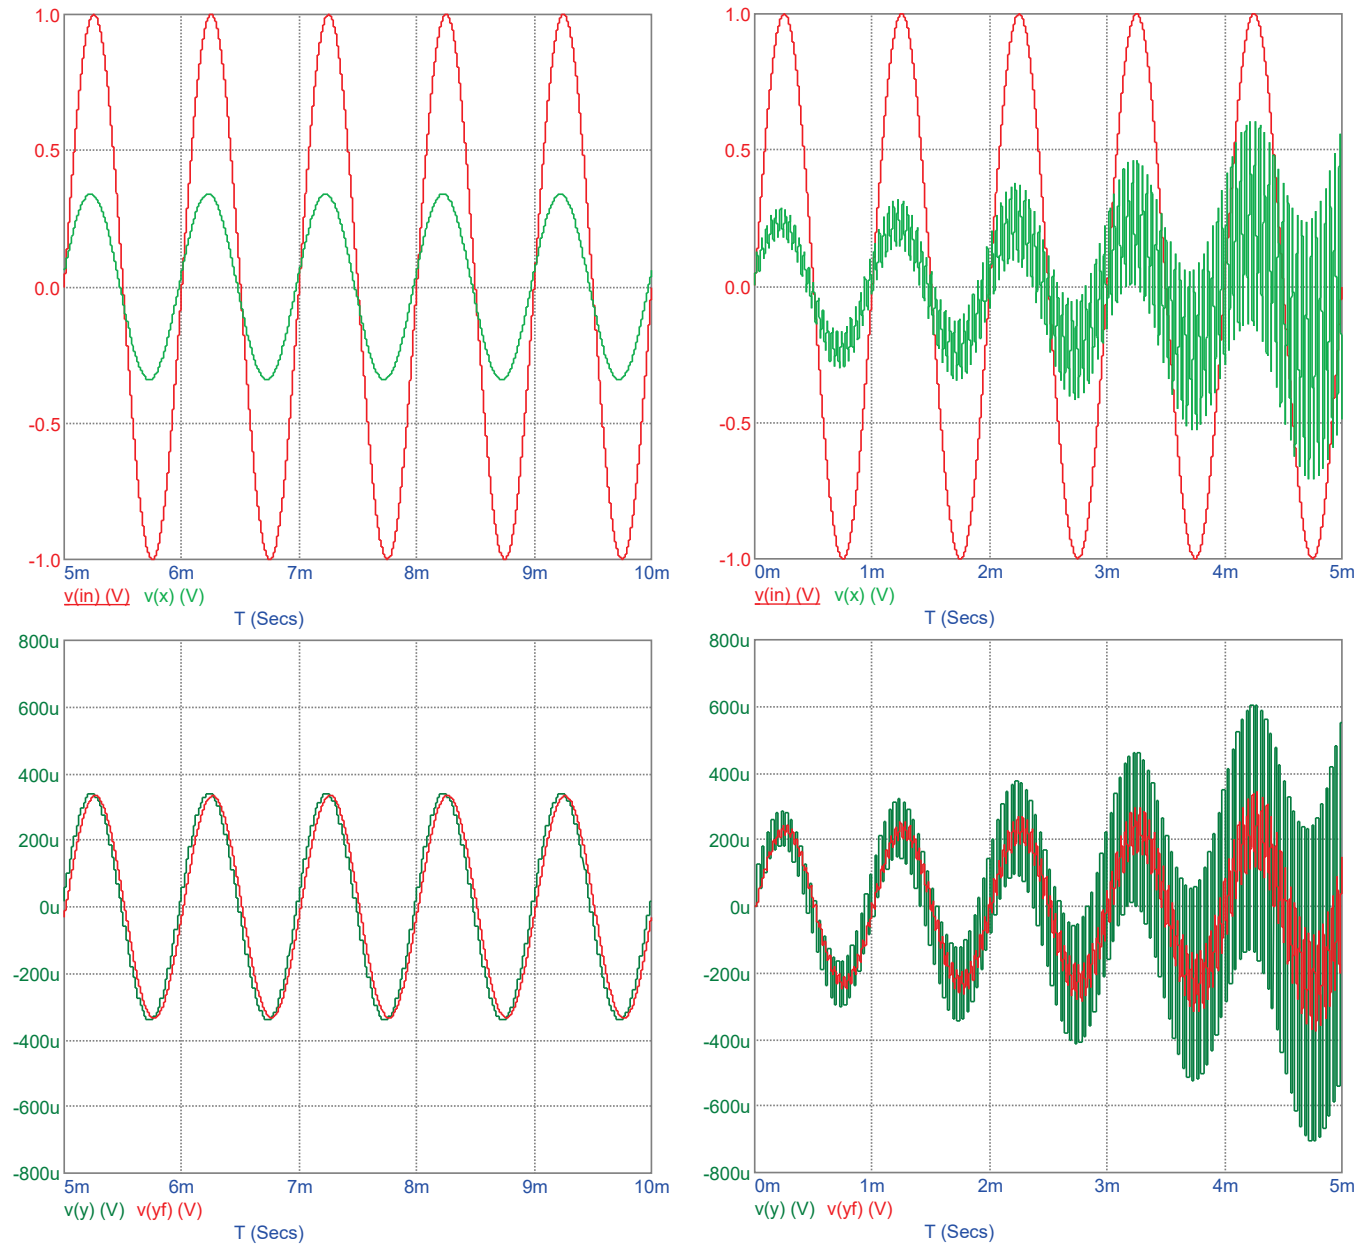 1.0
0.5
0.0
-0.5
-1.0
5m 6m 7m 8m 9m 10m
v(in) (V) v(x) (V)
T (Secs)
1.0
0.5
0.0
-0.5
-1.0
0m 1m 2m 3m 4m 5m
v(in) (V) v(x) (V)
T (Secs)
800u
600u
400u
200u
0u
-200u
-400u
-600u
-800u
5m 6m 7m 8m 9m 10m
v(y) (V) v(yf) (V)
T (Secs)
800u
600u
400u
200u
0u
-200u
-400u
-600u
-800u
0m 1m 2m 3m 4m 5m
v(y) (V) v(yf) (V)
T (Secs)